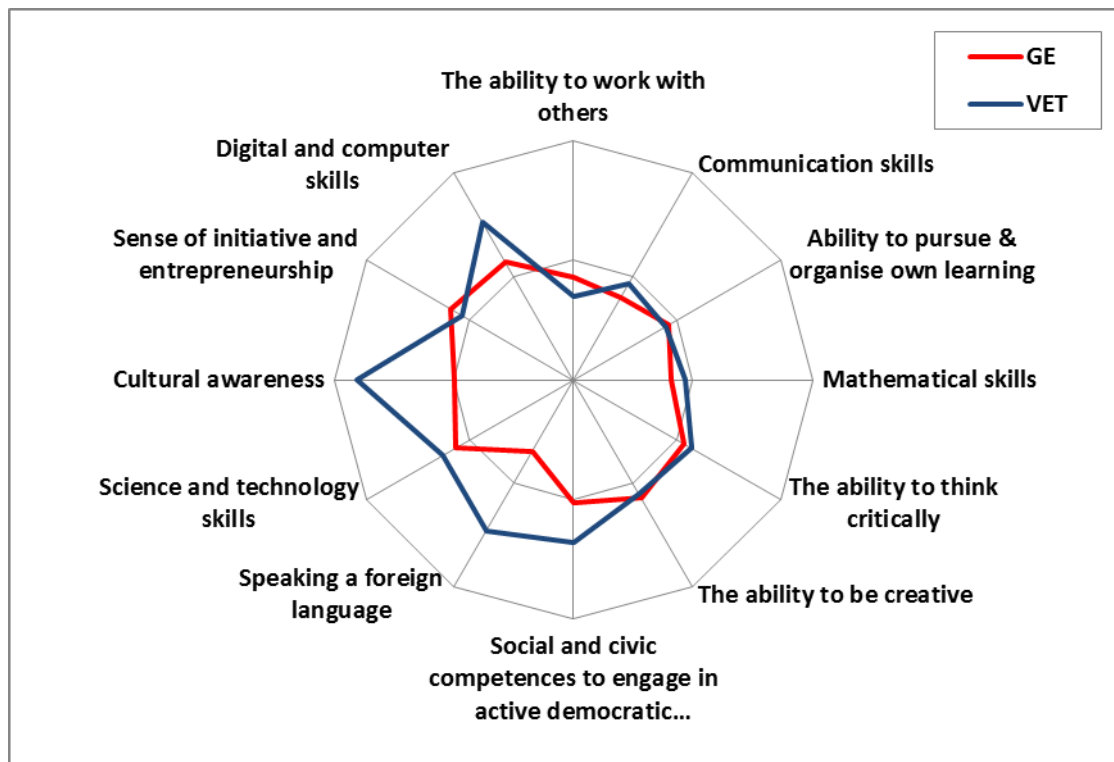 GE
VET
The ability to work with
others
Communication skills
Ability to pursue &
organise own learning
Mathematical skills
The ability to think
critically
The ability to be creative
Social and civic
competences to engage in
active democratic...
Speaking a foreign
language
Science and technology
skills
Cultural awareness
Sense of initiative and
entrepreneurship
Digital and computer
skills